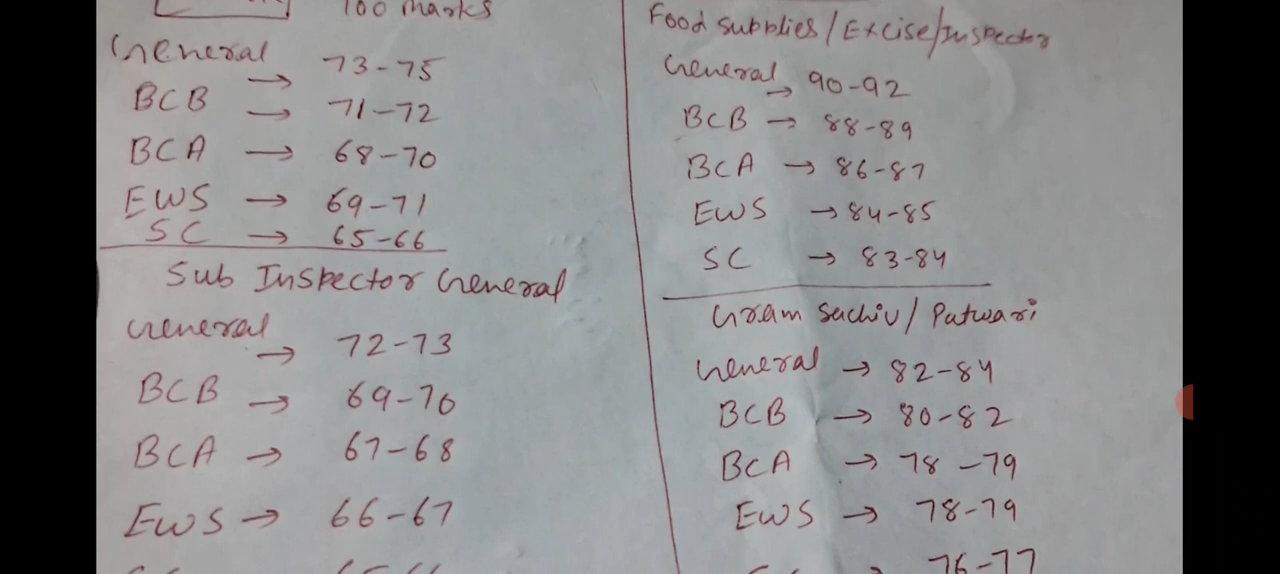 100 marks
General → 73-75
BCB → 71-72
BCA → 68-70
EWS → 69-71
SC → 65-66
Sub Inspector General
General → 72-73
BCB → 69-70
BCA → 67-68
EWS → 66-67
Food supplies/Excise/Inspector
General → 90-92
BCB → 88-89
BCA → 86-87
EWS → 84-85
SC → 83-84
Gram Sachiv/Patwari
General → 82-84
BCB → 80-82
BCA → 78-79
EWS → 78-79
76-77